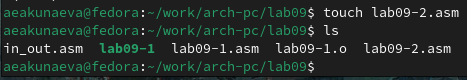 aeakunaeva@fedora:~/work/arch-pc/lab09$ touch lab09-2.asm
aeakunaeva@fedora:~/work/arch-pc/lab09$ ls
in_out.asm  lab09-1  lab09-1.asm  lab09-1.o  lab09-2.asm
aeakunaeva@fedora:~/work/arch-pc/lab09$